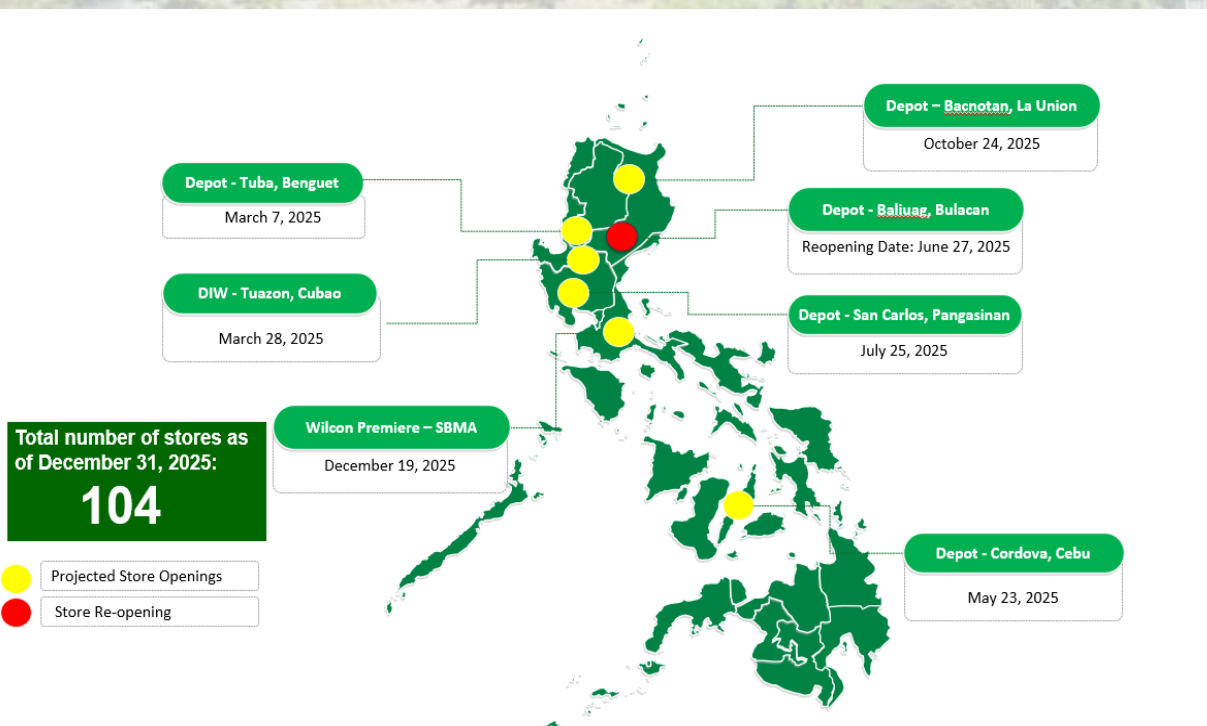 Depot – Bacnotan, La Union
October 24, 2025
Depot - Tuba, Benguet
March 7, 2025
Depot - Baliuag, Bulacan
Reopening Date: June 27, 2025
DIW - Tuazon, Cubao
March 28, 2025
Depot - San Carlos, Pangasinan
July 25, 2025
Wilcon Premiere – SBMA
December 19, 2025
Total number of stores as
of December 31, 2025:
104
Depot - Cordova, Cebu
May 23, 2025
Projected Store Openings
Store Re-opening